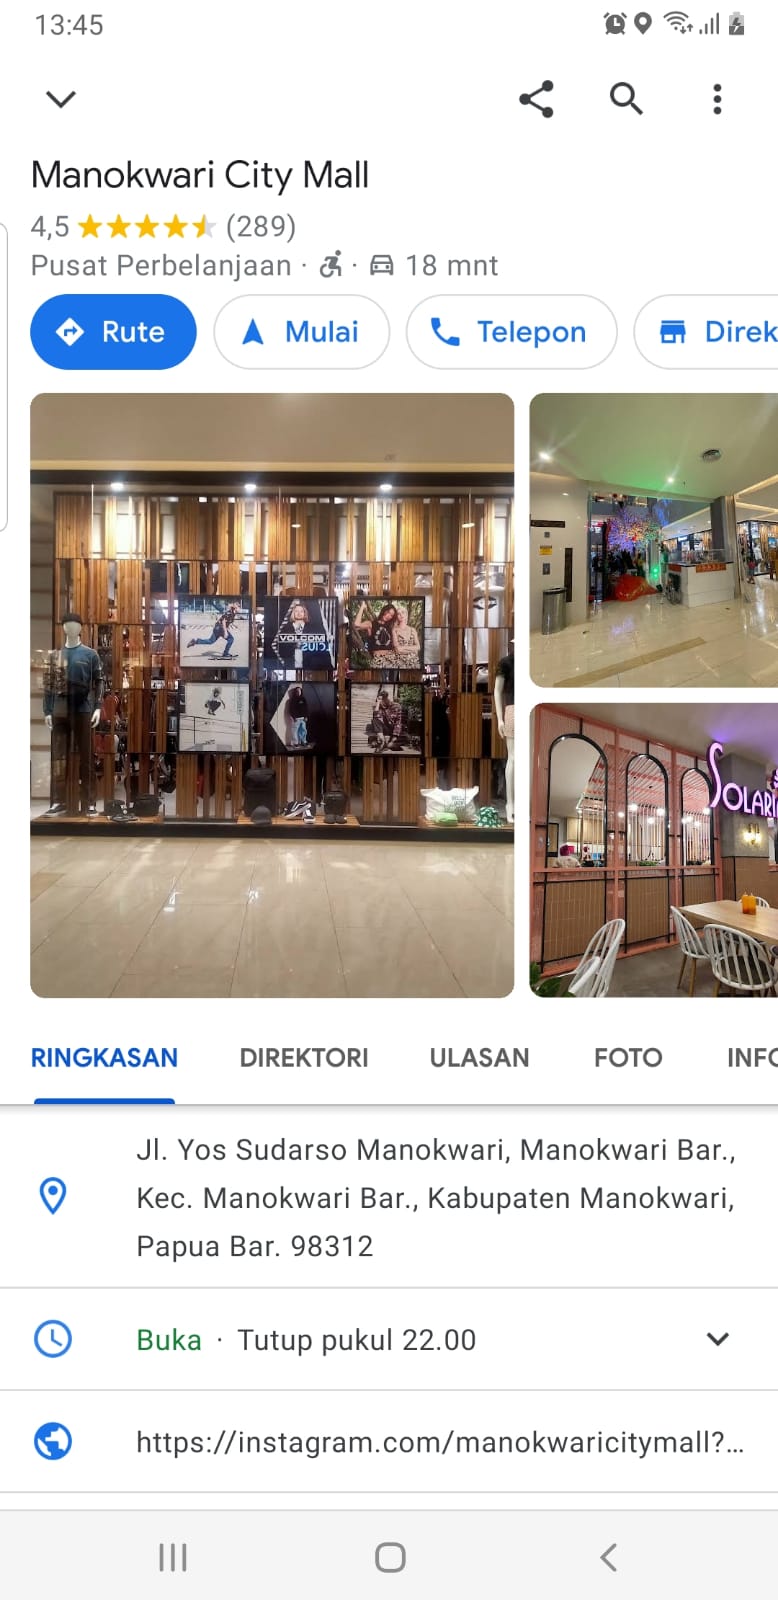 13:45
Manokwari City Mall
4,5 (289)
Pusat Perbelanjaan · · 18 mnt
Rute
Mulai
Telepon
Direk
VOLCOM
SOLARI
RINGKASAN
DIREKTORI
ULASAN
FOTO
INFO
Jl. Yos Sudarso Manokwari, Manokwari Bar.,
Kec. Manokwari Bar., Kabupaten Manokwari,
Papua Bar. 98312
Buka · Tutup pukul 22.00
https://instagram.com/manokwaricitymall?...